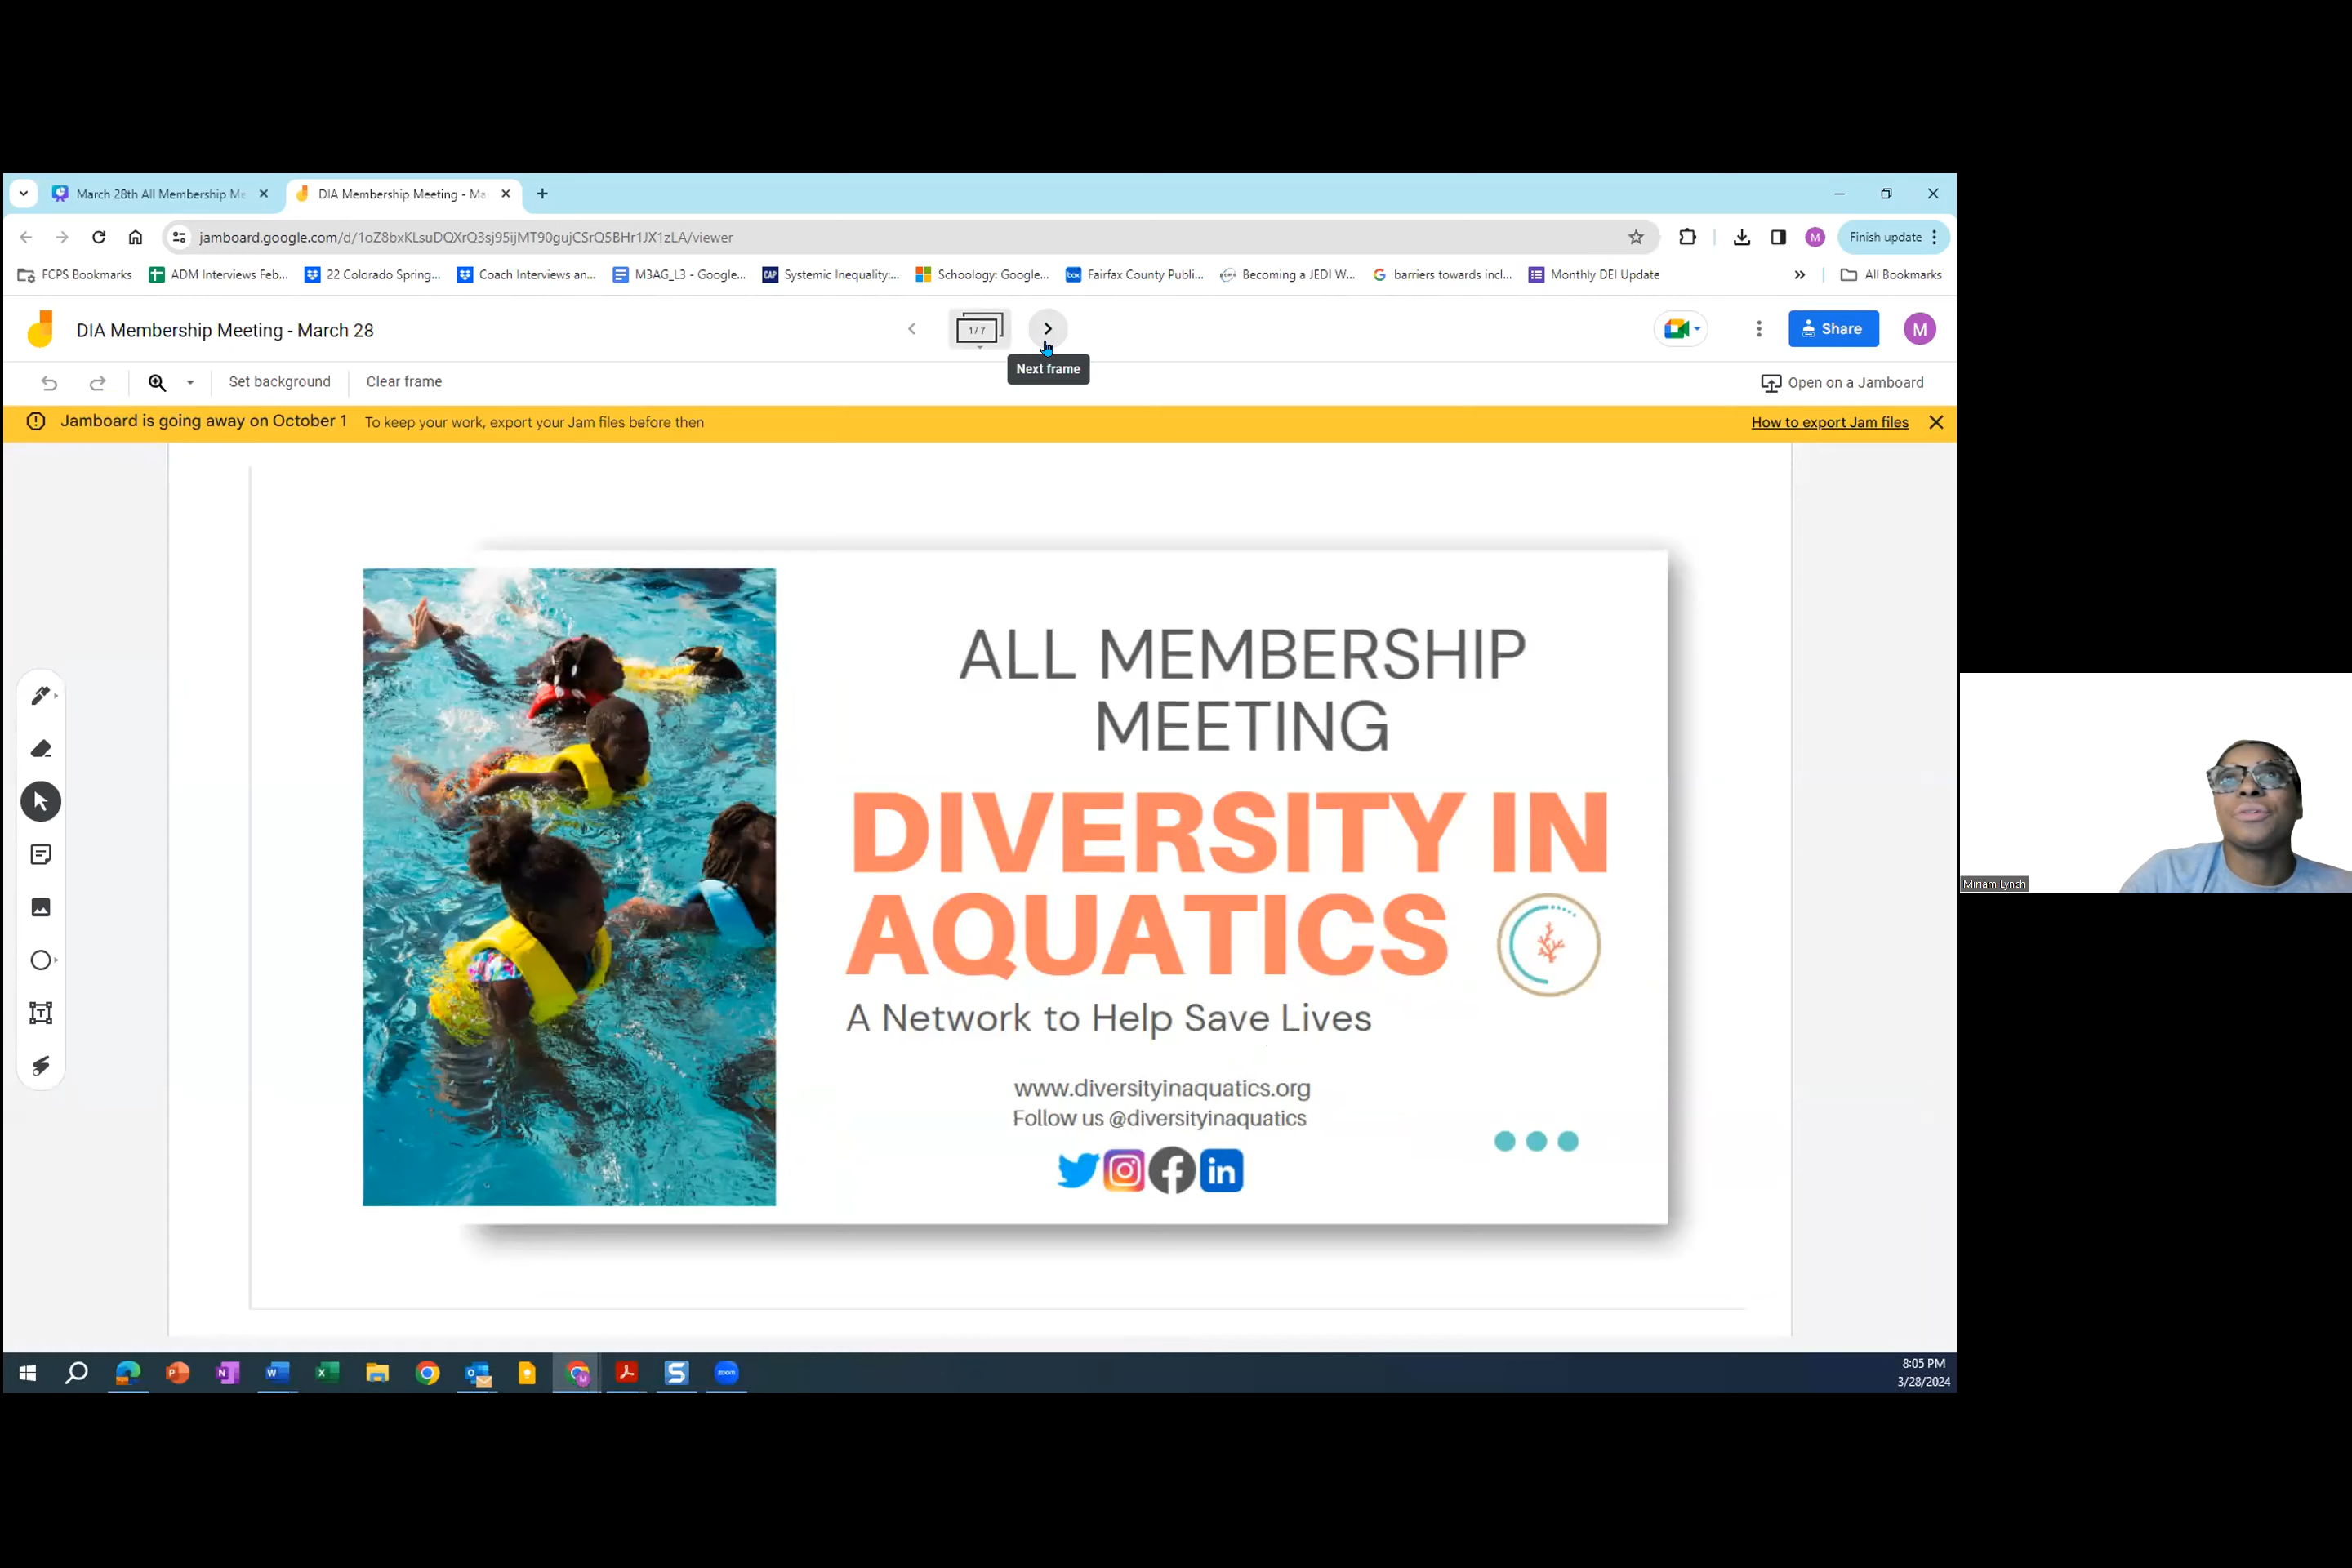 March 28th All Membership Me
DIA Membership Meeting - Ma
jamboard.google.com/d/1oZ8bxKLsuDQXrQ3sj95ijMT90gujCSrQ5BHr1JX1zLA/viewer
M
Finish update
FCPS Bookmarks
ADM Interviews Feb...
22 Colorado Spring...
Coach Interviews an...
M3AG_L3 - Google...
CAP
Systemic Inequality:...
Schoology: Google...
box
Fairfax County Publi...
Becoming a JEDI W...
barriers towards incl...
Monthly DEI Update
All Bookmarks
DIA Membership Meeting - March 28
1/7
Share
M
Next frame
Set background
Clear frame
Open on a Jamboard
Jamboard is going away on October 1
To keep your work, export your Jam files before then
How to export Jam files
ALL MEMBERSHIP
MEETING
DIVERSITY IN
AQUATICS
A Network to Help Save Lives
www.diversityinaquatics.org
Follow us @diversityinaquatics
in
Miriam Lynch
zoom
8:05 PM
3/28/2024